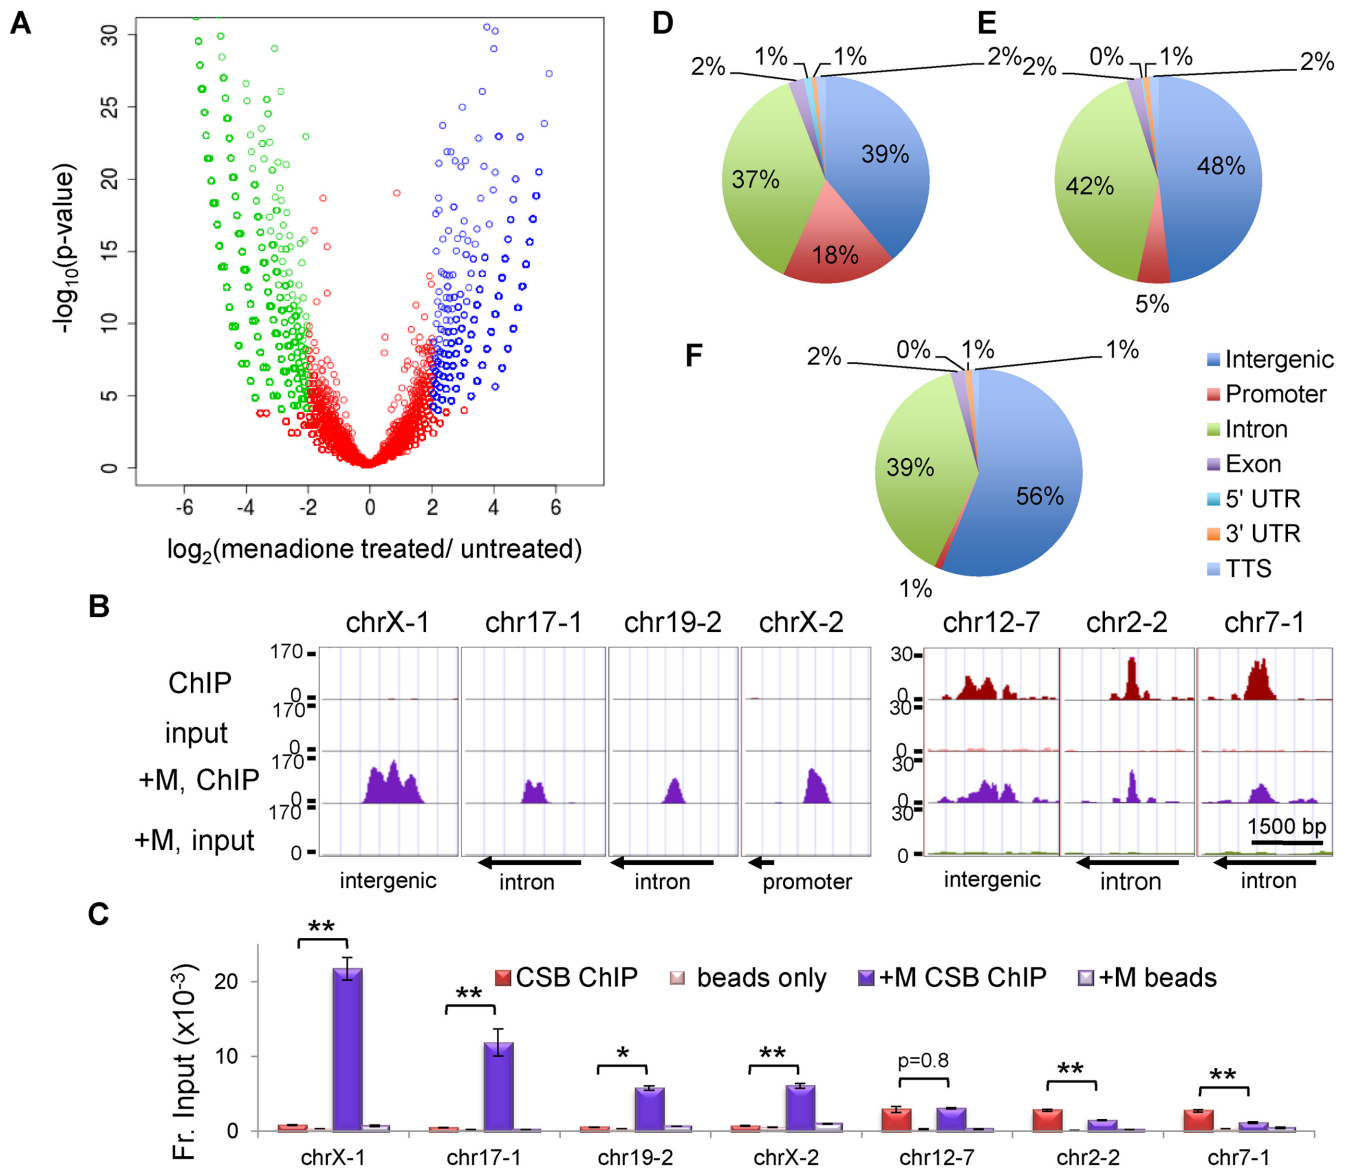 A
30
25
20
15
10
5
0
-log10(p-value)
-6 -4 -2 0 2 4 6
log2(menadione treated/ untreated)
D
2% 1% 1% 2%
39%
37%
18%
E
2% 0% 1% 2%
48%
42%
5%
F
2% 0% 1% 1%
39%
56%
1%
Intergenic
Promoter
Intron
Exon
5' UTR
3' UTR
TTS
B
chrX-1 chr17-1 chr19-2 chrX-2 chr12-7 chr2-2 chr7-1
170 30
ChIP
0 0
170 30
input
0 0
170 30
+M, ChIP
0 0
170 30
+M, input
0 0
1500 bp
intergenic intron intron promoter intergenic intron intron
C
Fr. Input (x10-3)
20
10
0
CSB ChIP beads only +M CSB ChIP +M beads
** ** * ** p=0.8 ** **
chrX-1 chr17-1 chr19-2 chrX-2 chr12-7 chr2-2 chr7-1